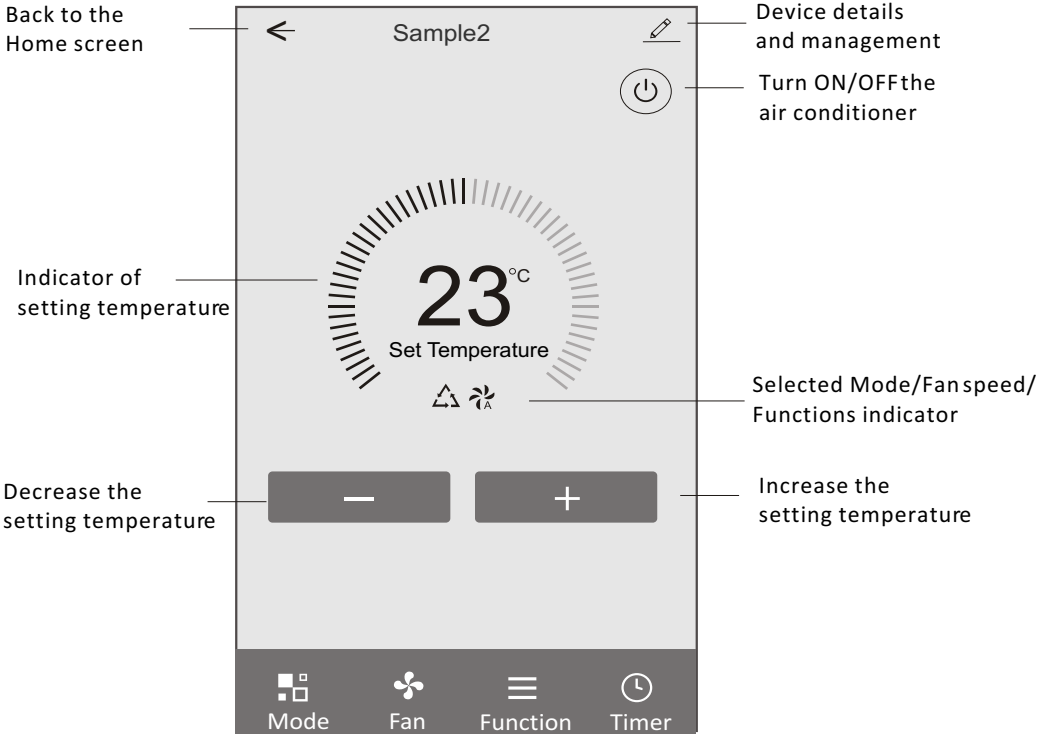 Back to the
Home screen
Sample2
Device details
and management
Turn ON/OFF the
air conditioner
Indicator of
setting temperature
23°C
Set Temperature
A
Selected Mode/Fan speed/
Functions indicator
Decrease the
setting temperature
−
+
Increase the
setting temperature
Mode
Fan
Function
Timer